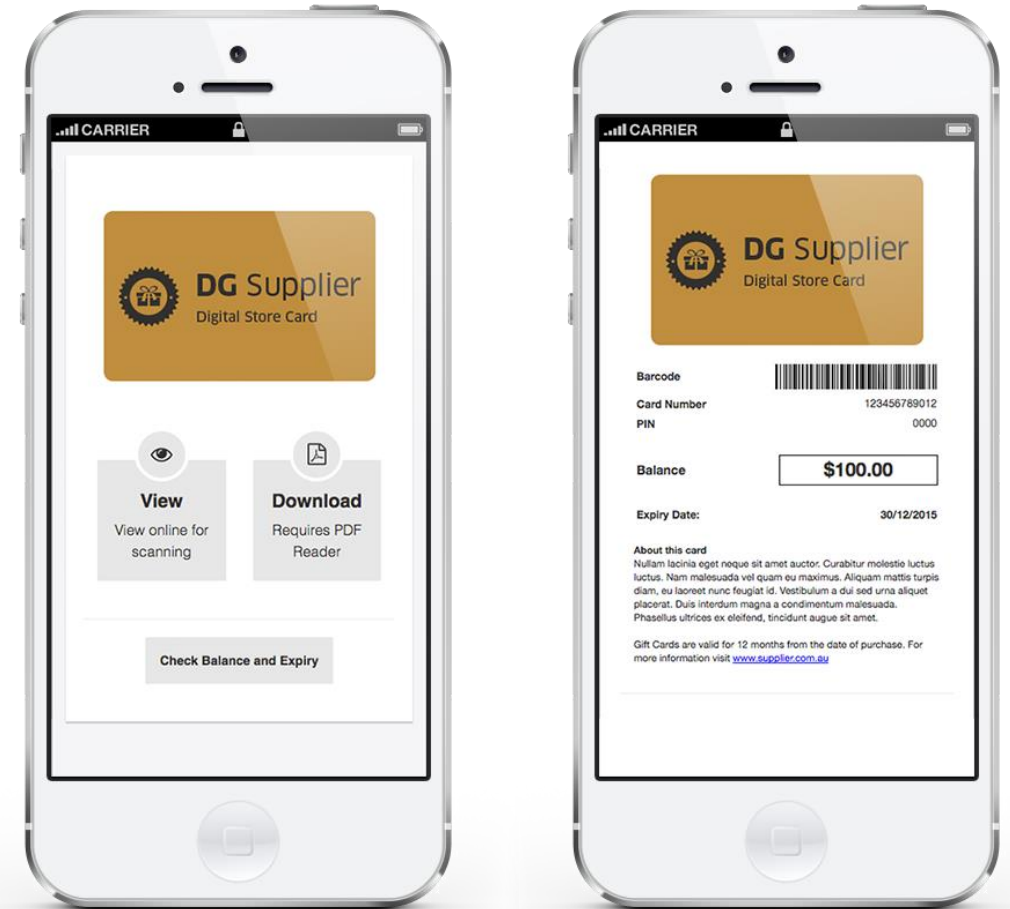 CARRIER
DG Supplier
Digital Store Card
View
View online for
scanning
Download
Requires PDF
Reader
Check Balance and Expiry
CARRIER
DG Supplier
Digital Store Card
Barcode
Card Number 123456789012
PIN 0000
Balance $100.00
Expiry Date: 30/12/2015
About this card
Nullam lacinia eget neque sit amet auctor. Curabitur molestie luctus
luctus. Nam malesuada vel quam eu maximus. Aliquam mattis turpis
diam, eu laoreet nunc feugiat id. Vestibulum a dui sed urna aliquet
placerat. Duis interdum magna a condimentum malesuada.
Phasellus ultrices ex eleifend, tincidunt augue sit amet.
Gift Cards are valid for 12 months from the date of purchase. For
more information visit www.supplier.com.au